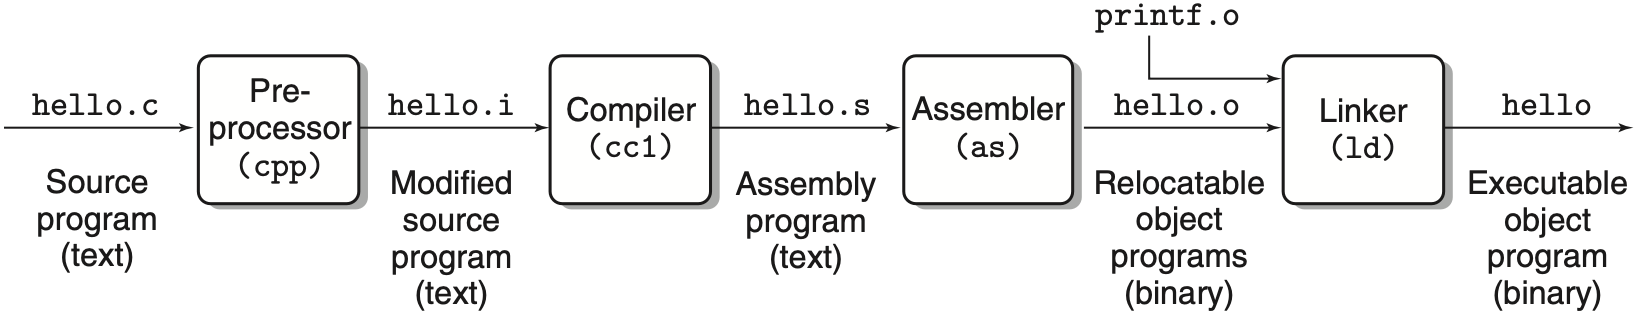 printf.o
hello.c
Pre-
processor
(cpp)
hello.i
Compiler
(cc1)
hello.s
Assembler
(as)
hello.o
Linker
(ld)
hello
Source
program
(text)
Modified
source
program
(text)
Assembly
program
(text)
Relocatable
object
programs
(binary)
Executable
object
program
(binary)